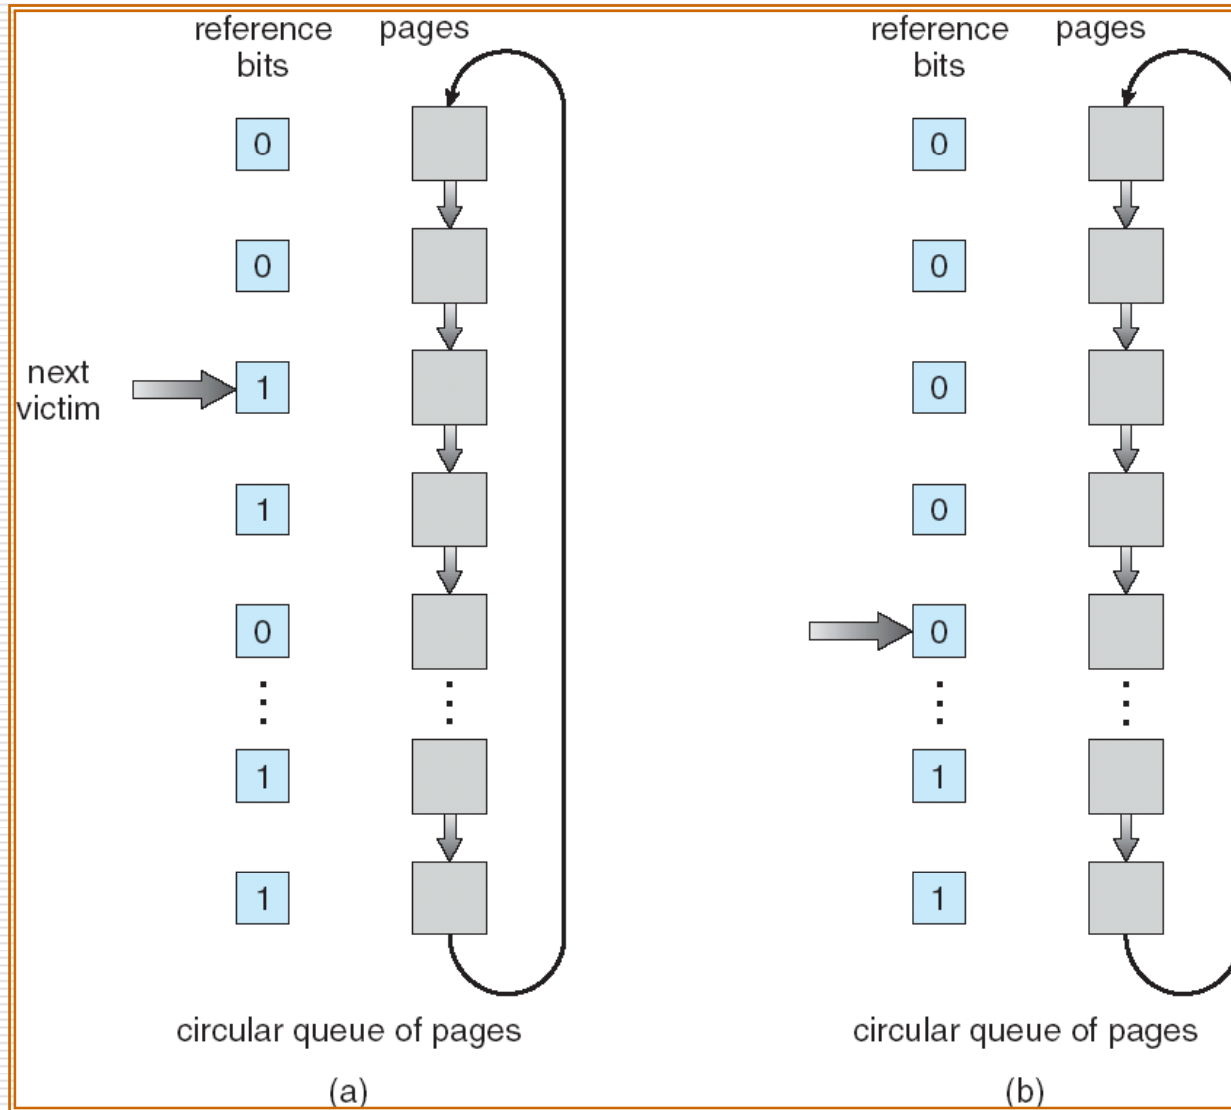 reference pages
bits
0
0
next
victim
1
1
0
1
1
circular queue of pages
(a)
reference pages
bits
0
0
0
0
0
1
1
circular queue of pages
(b)